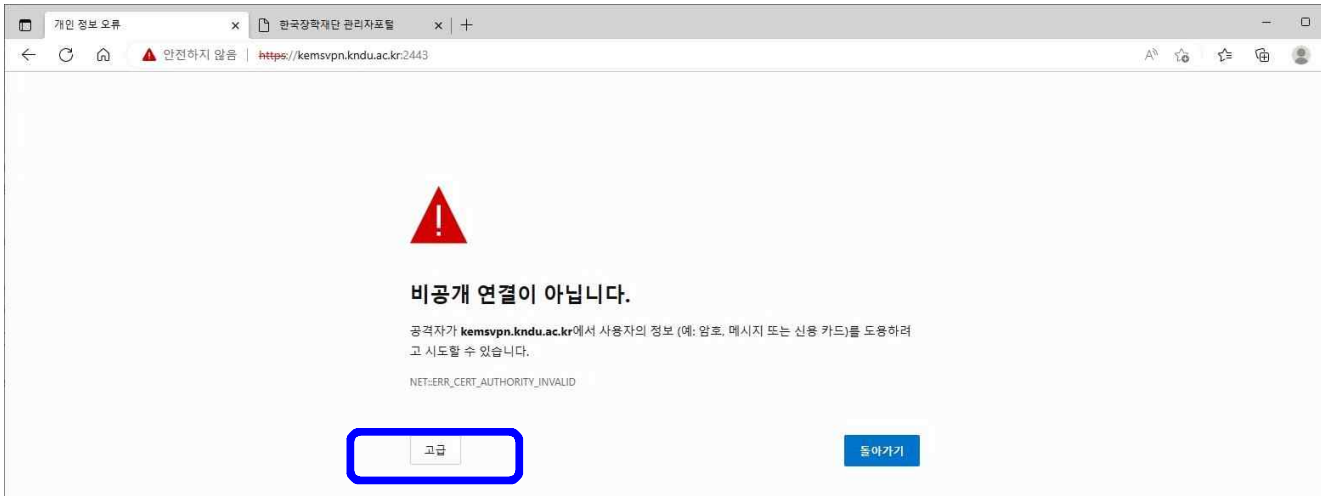 개인 정보 오류
한국장학재단 관리자포털
안전하지 않음 | https://kemsvpn.kndu.ac.kr:2443
비공개 연결이 아닙니다.
공격자가 kemsvpn.kndu.ac.kr에서 사용자의 정보 (예: 암호, 메시지 또는 신용 카드)를 도용하려
고 시도할 수 있습니다.
NET::ERR_CERT_AUTHORITY_INVALID
고급
돌아가기